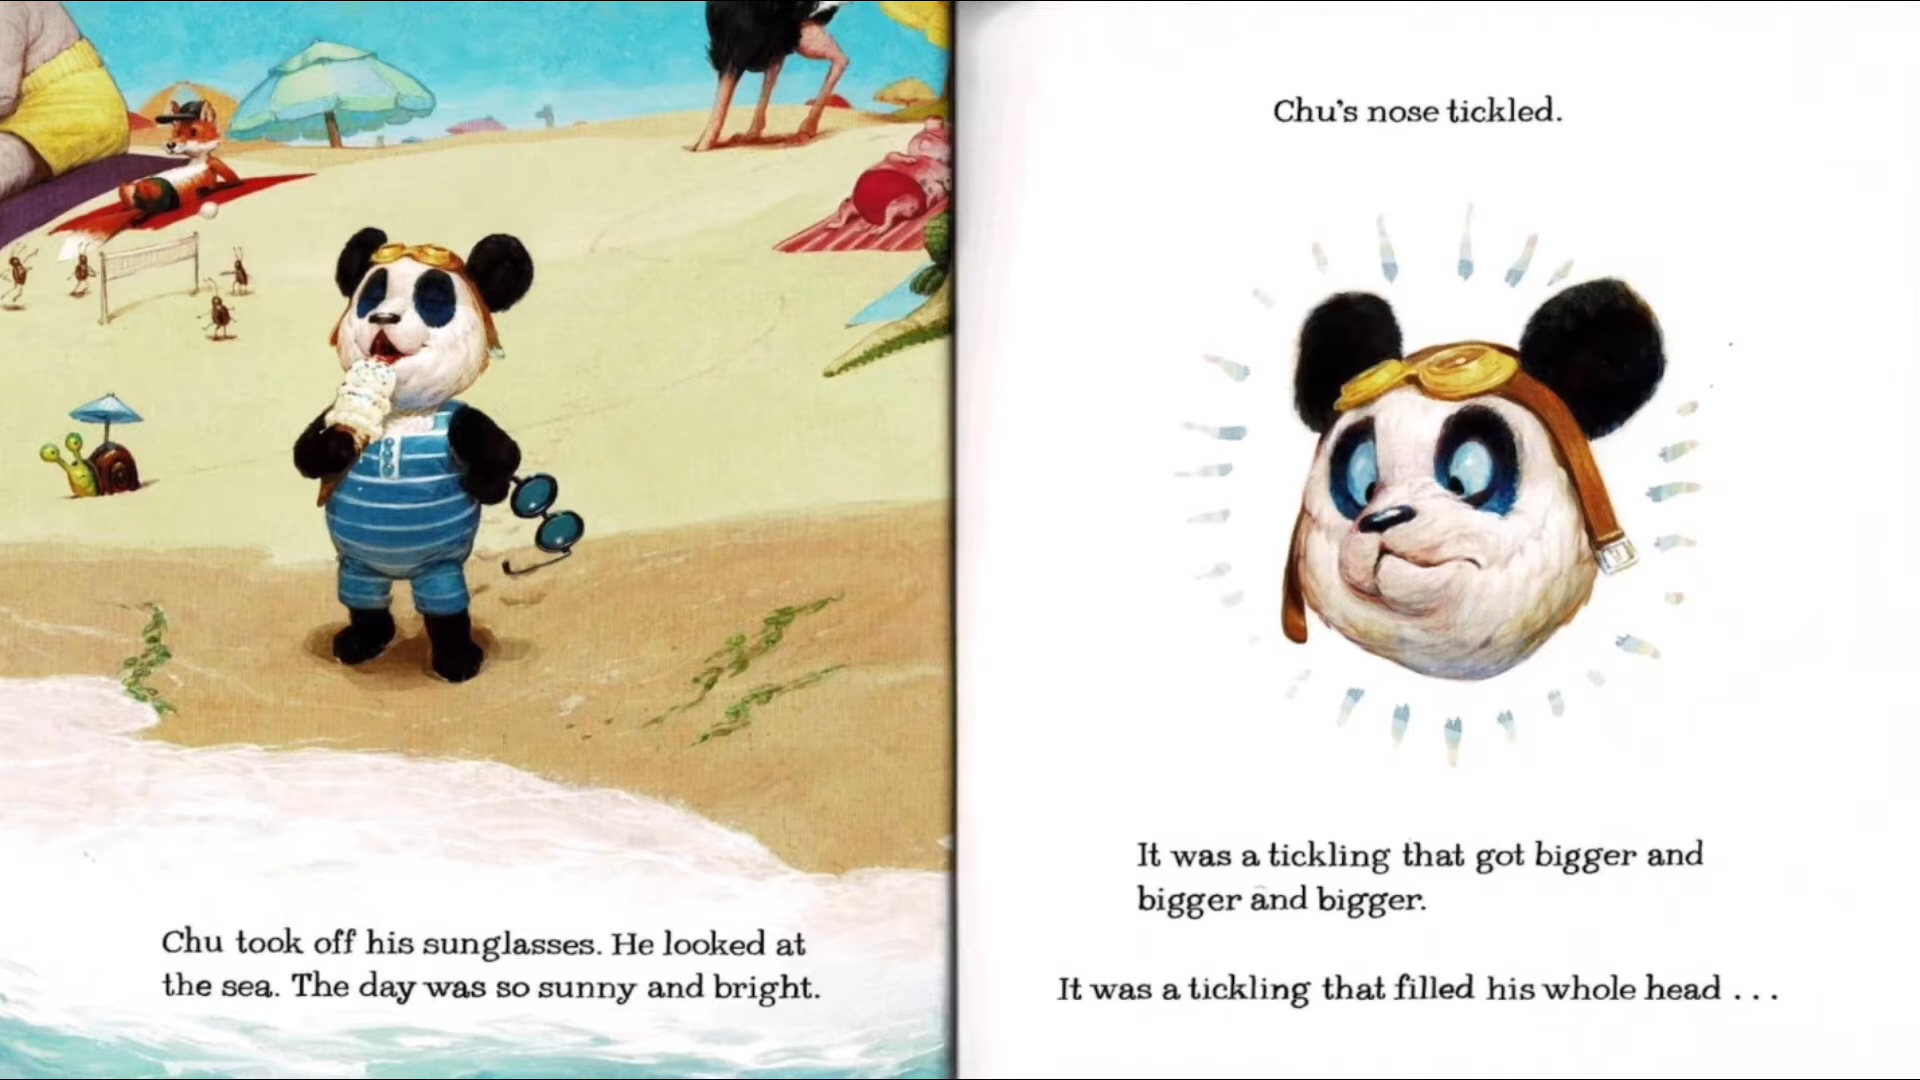 Chu took off his sunglasses. He looked at
the sea. The day was so sunny and bright.
Chu's nose tickled.
It was a tickling that got bigger and
bigger and bigger.
It was a tickling that filled his whole head . . .